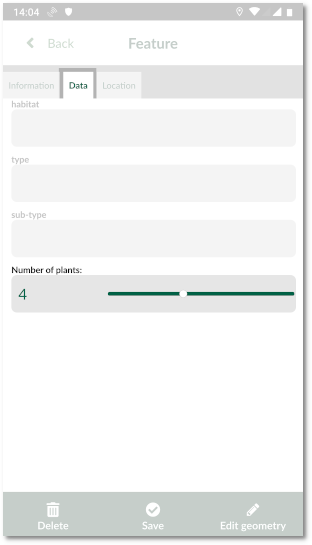 14:04
Back
Feature
Information
Data
Location
habitat
type
sub-type
Number of plants:
4
Delete
Save
Edit geometry